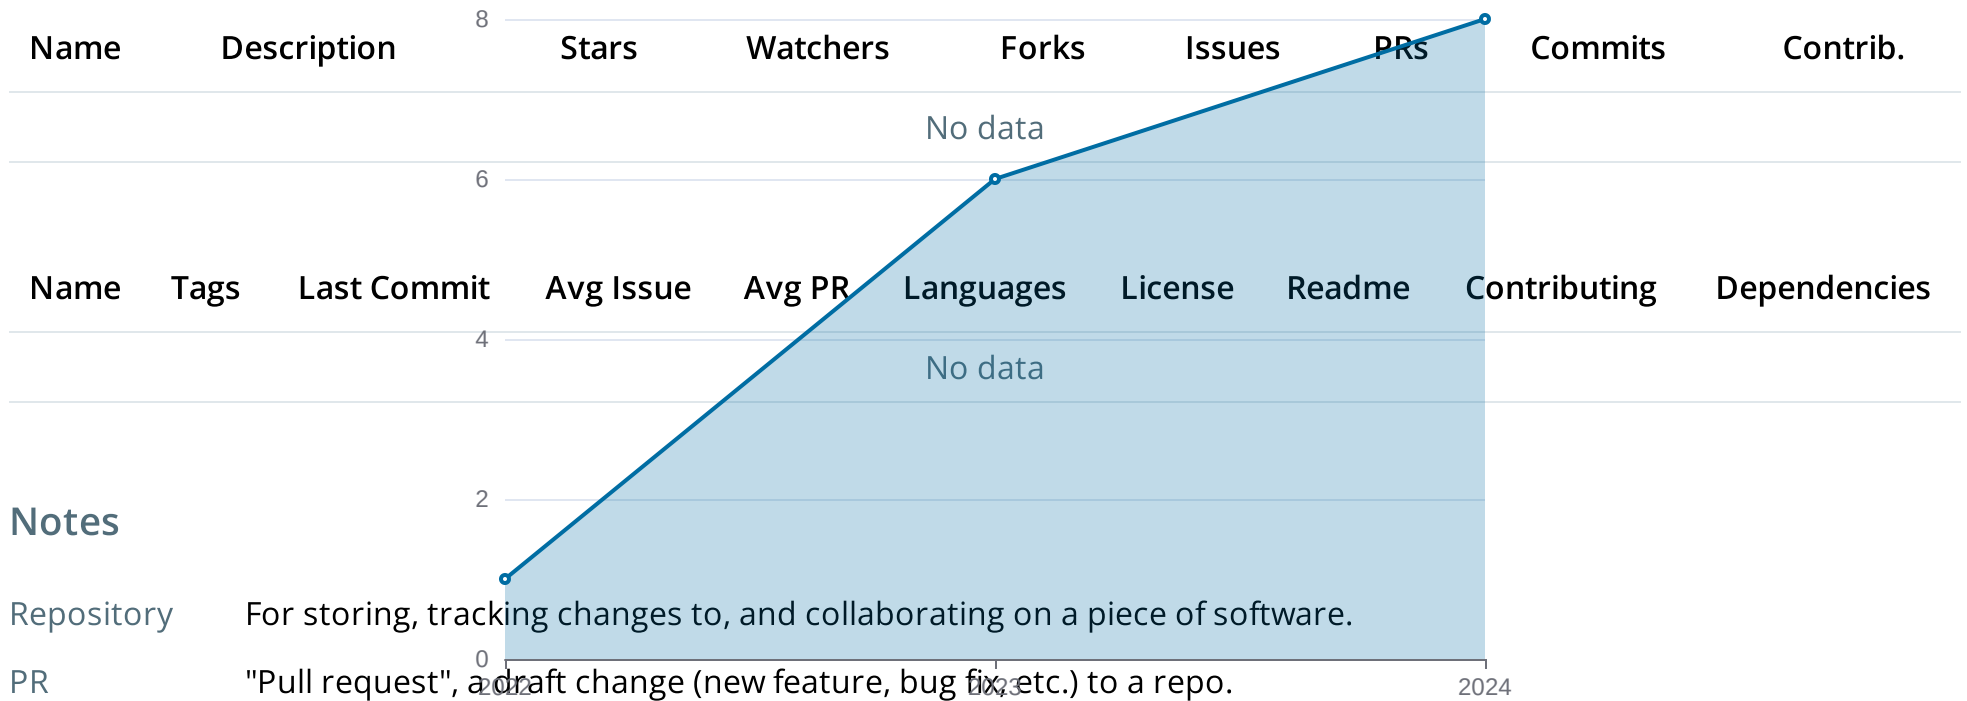 8
Name Description Stars Watchers Forks Issues PRs Commits Contrib.
No data
6
Name Tags Last Commit Avg Issue Avg PR Languages License Readme Contributing Dependencies
4
No data
2
Notes
Repository For storing, tracking changes to, and collaborating on a piece of software.
0
PR "Pull request", a draft change (new feature, bug fix, etc.) to a repo.
2022 2023 2024